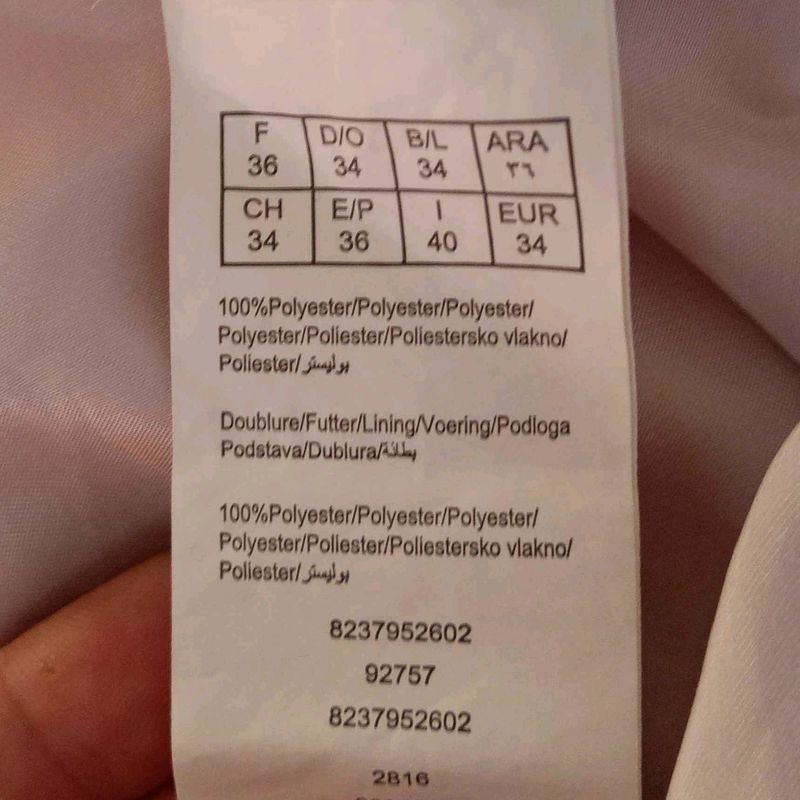 F D/O B/L ARA
36 34 34 ٣٦
CH E/P I EUR
34 36 40 34
100%Polyester/Polyester/Polyester/
Polyester/Poliester/Poliestersko vlakno/
Poliester/بوليستر
Doublure/Futter/Lining/Voering/Podloga
Podstava/Dublura/بطانة
100%Polyester/Polyester/Polyester/
Polyester/Poliester/Poliestersko vlakno/
Poliester/بوليستر
8237952602
92757
8237952602
2816